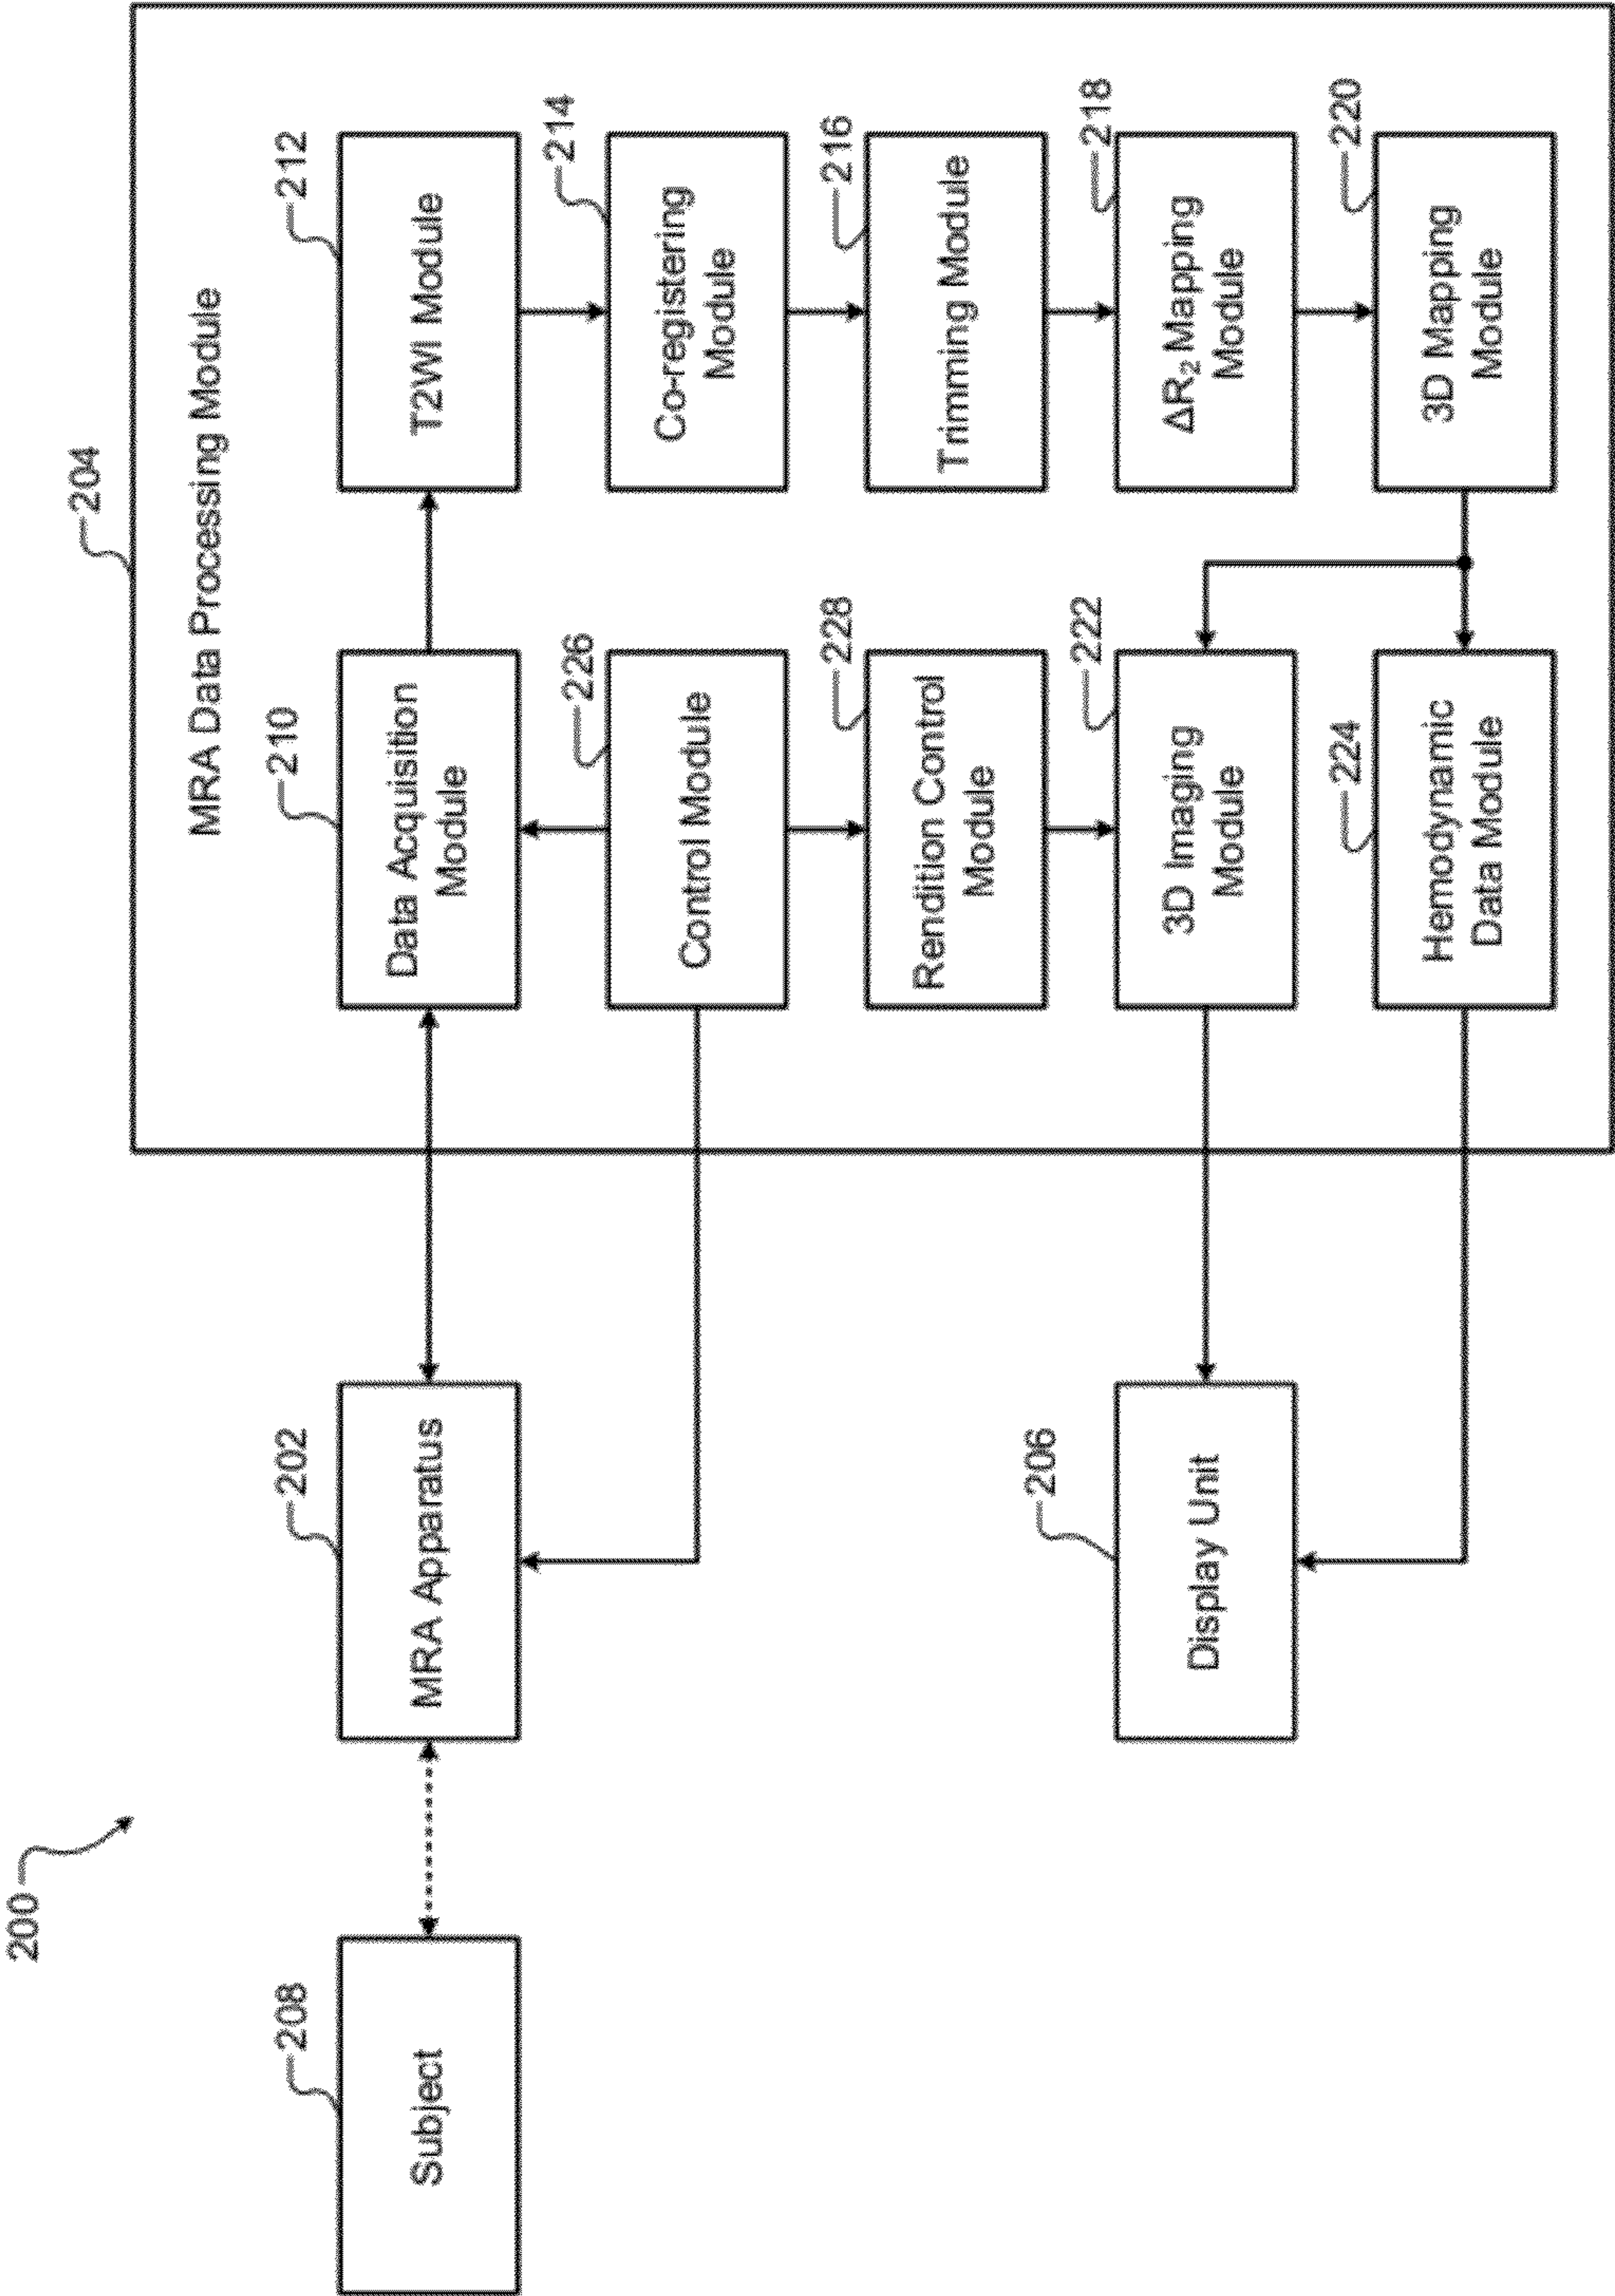 200
204
MRA Data Processing Module
208
202
210
212
Subject
MRA Apparatus
Data Acquisition
Module
T2WI Module
226
214
Control Module
Co-registering
Module
228
216
Rendition Control
Module
Trimming Module
206
222
218
Display Unit
3D Imaging
Module
ΔR₂ Mapping
Module
224
220
Hemodynamic
Data Module
3D Mapping
Module